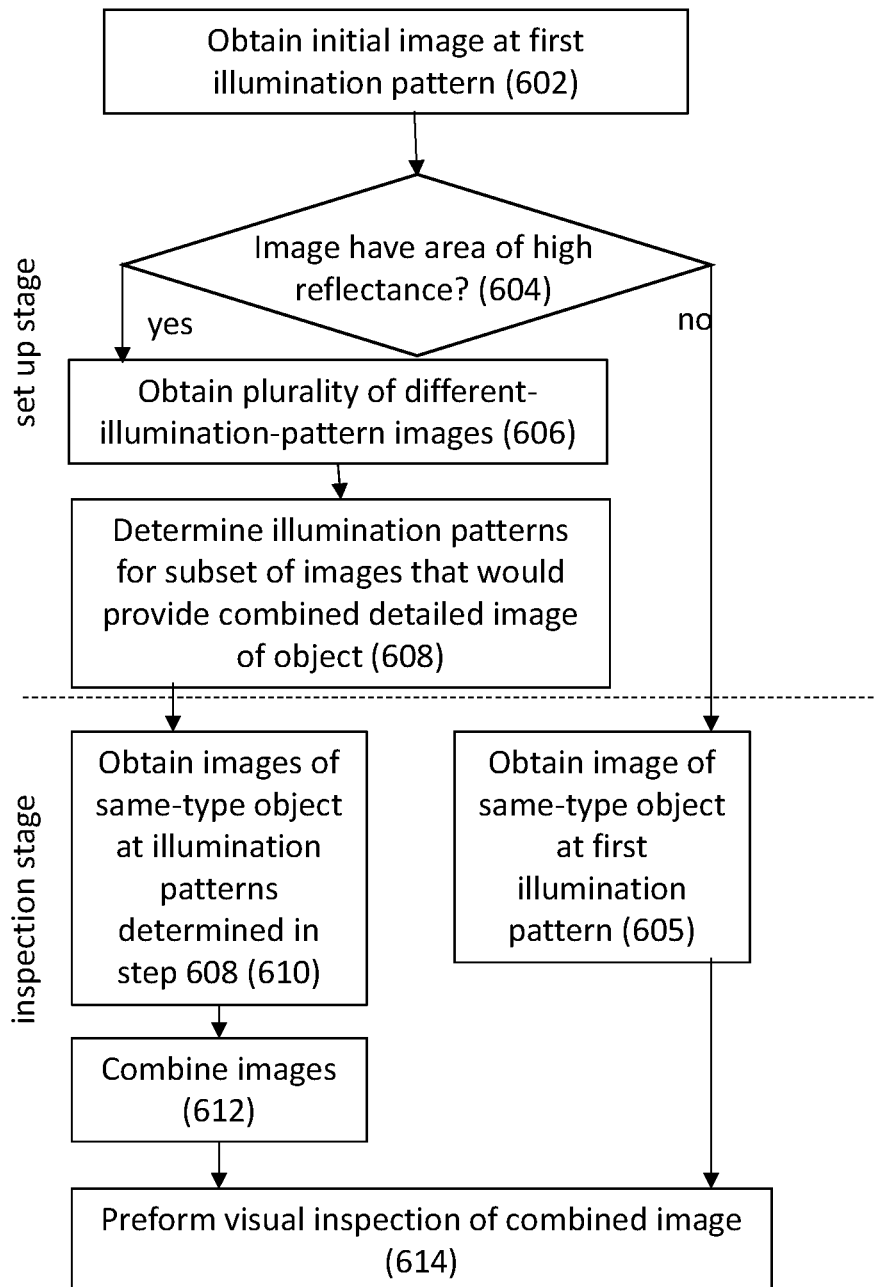 Obtain initial image at first
illumination pattern (602)
Image have area of high
reflectance? (604)
set up stage
yes
no
Obtain plurality of different-
illumination-pattern images (606)
Determine illumination patterns
for subset of images that would
provide combined detailed image
of object (608)
inspection stage
Obtain images of
same-type object
at illumination
patterns
determined in
step 608 (610)
Obtain image of
same-type object
at first
illumination
pattern (605)
Combine images
(612)
Preform visual inspection of combined image
(614)